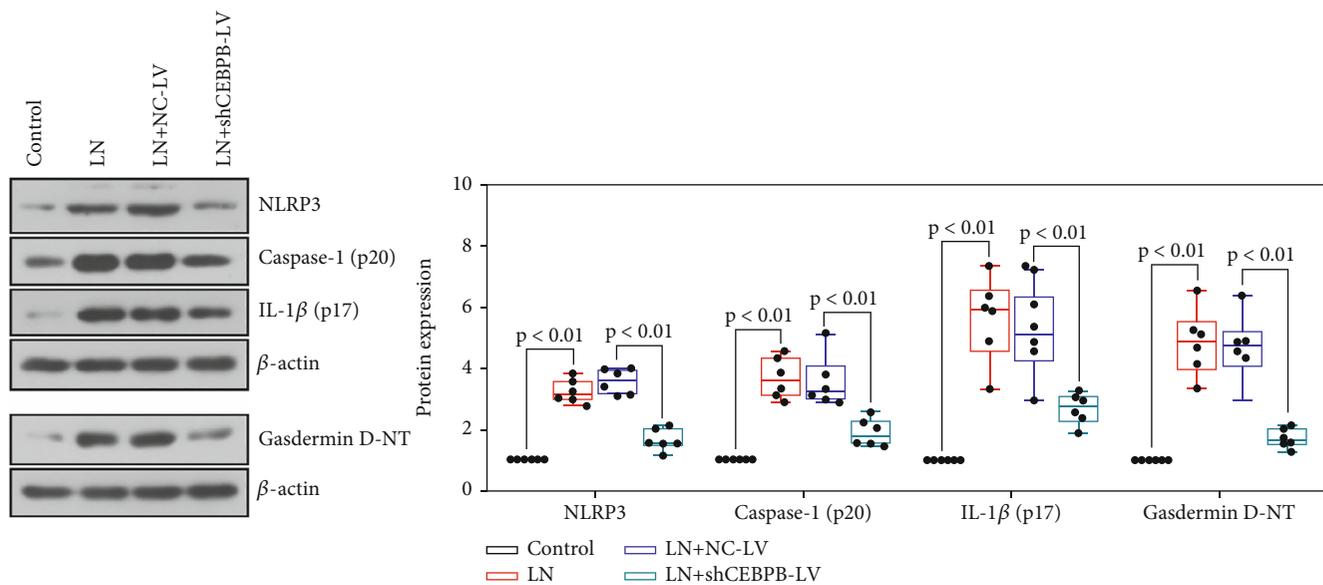 Control
LN
LN+NC-LV
LN+shCEBPB-LV
NLRP3
Caspase-1 (p20)
IL-1β (p17)
β-actin
Gasdermin D-NT
β-actin
Protein expression
10
8
6
4
2
0
p < 0.01
p < 0.01
p < 0.01
p < 0.01
p < 0.01
p < 0.01
p < 0.01
p < 0.01
NLRP3
Caspase-1 (p20)
IL-1β (p17)
Gasdermin D-NT
Control
LN
LN+NC-LV
LN+shCEBPB-LV